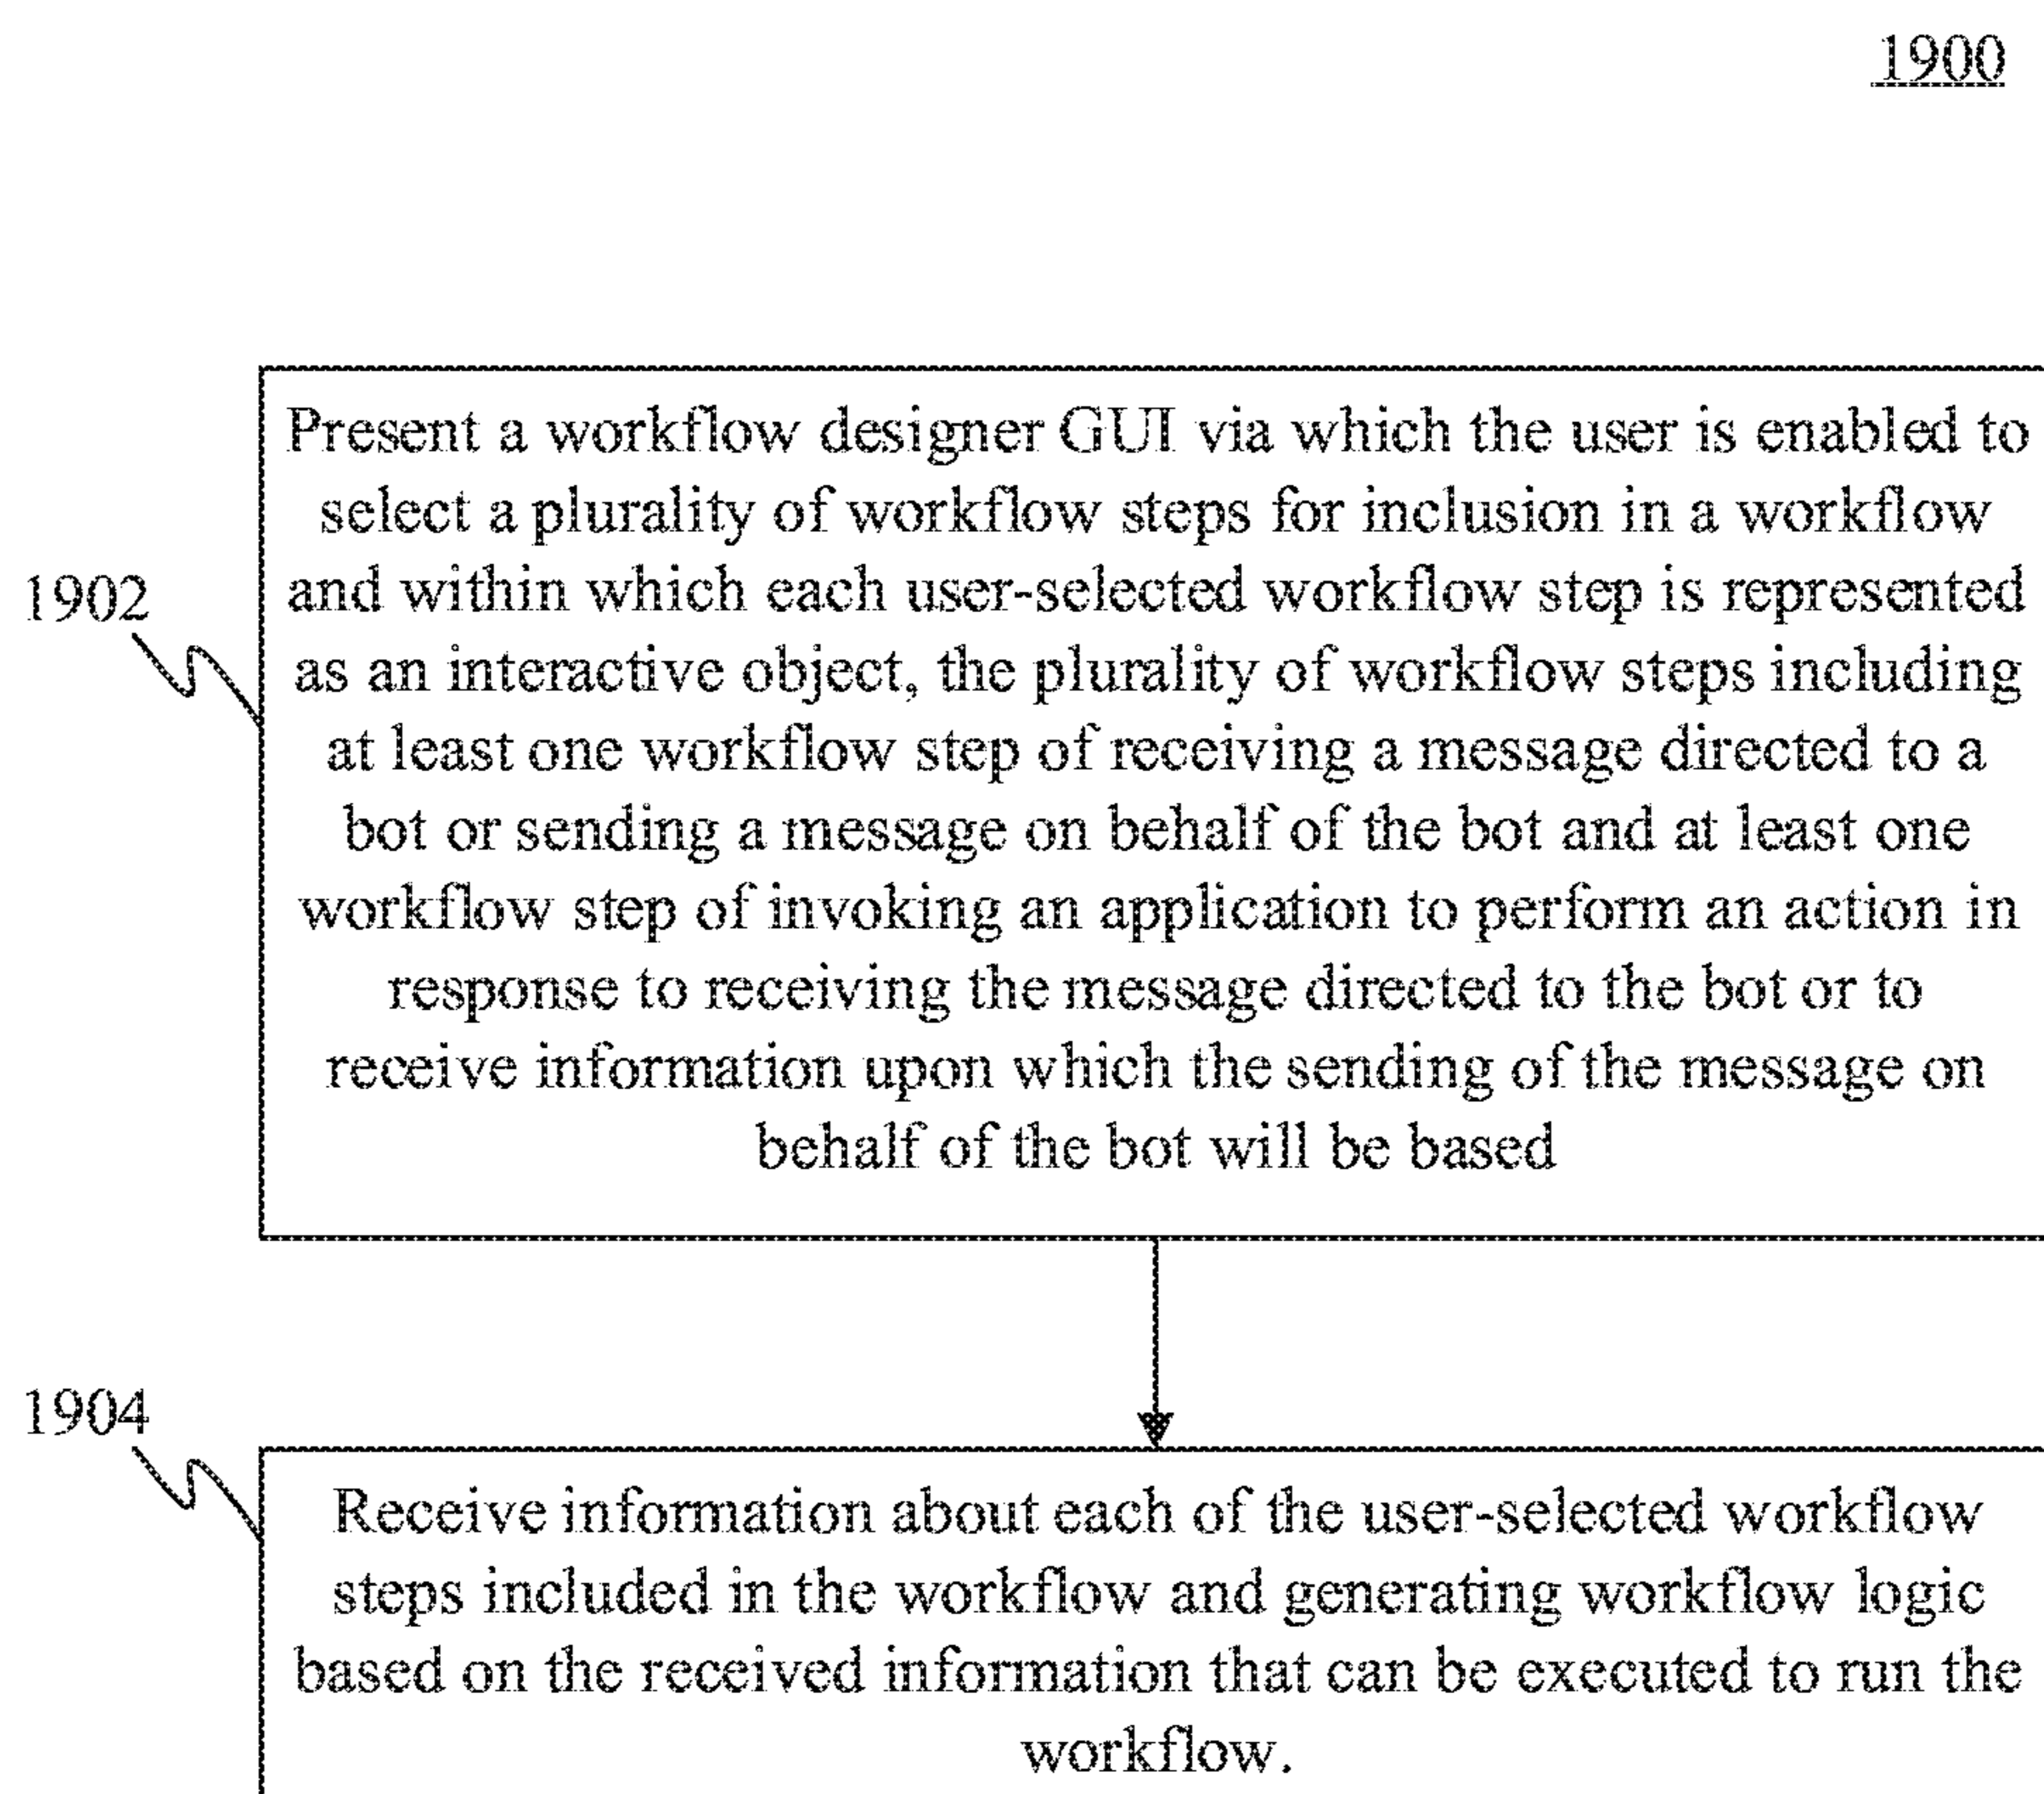 1900
Present a workflow designer GUI via which the user is enabled to
select a plurality of workflow steps for inclusion in a workflow
and within which each user-selected workflow step is represented
as an interactive object, the plurality of workflow steps including
at least one workflow step of receiving a message directed to a
bot or sending a message on behalf of the bot and at least one
workflow step of invoking an application to perform an action in
response to receiving the message directed to the bot or to
receive information upon which the sending of the message on
behalf of the bot will be based
1902
1904
Receive information about each of the user-selected workflow
steps included in the workflow and generating workflow logic
based on the received information that can be executed to run the
workflow.